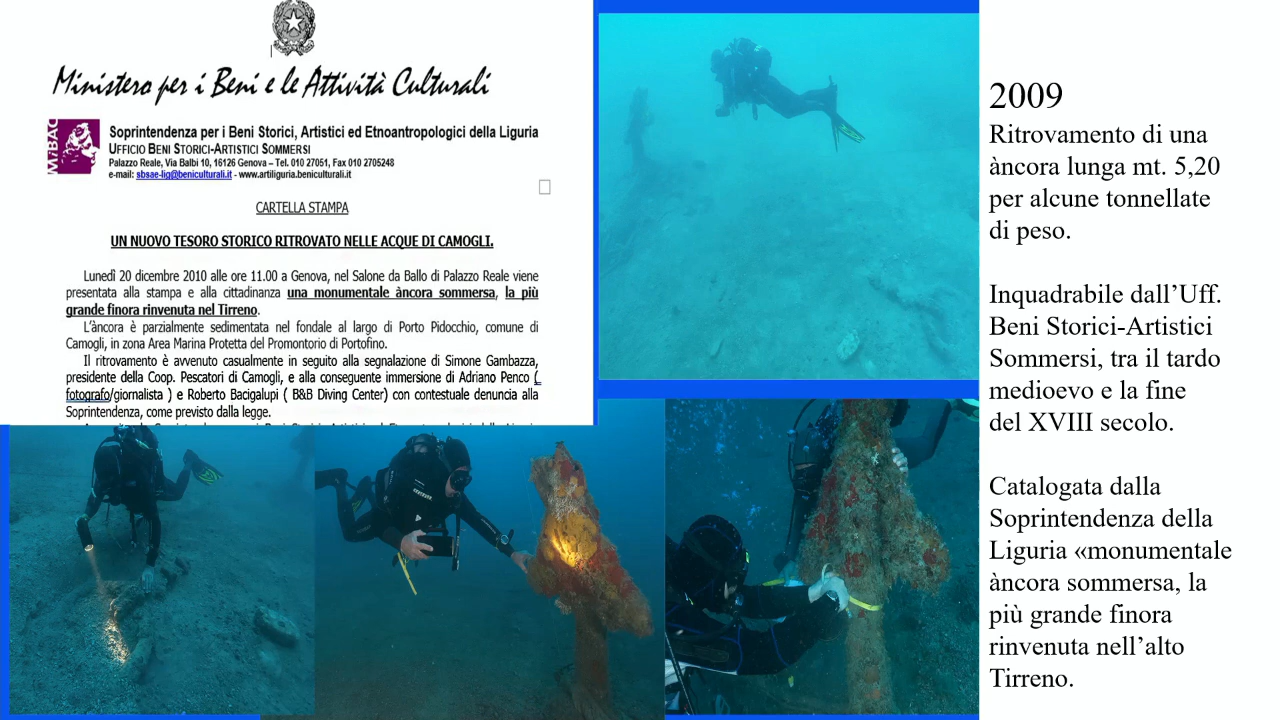 Ministero per i Beni e le Attività Culturali
MiBAC
Soprintendenza per i Beni Storici, Artistici ed Etnoantropologici della Liguria
UFFICIO BENI STORICI-ARTISTICI SOMMERSI
Palazzo Reale, Via Balbi 10, 16126 Genova – Tel. 010 27051, Fax 010 2705248
e-mail: sbsae-lig@beniculturali.it - www.artiliguria.beniculturali.it
CARTELLA STAMPA
UN NUOVO TESORO STORICO RITROVATO NELLE ACQUE DI CAMOGLI.
Lunedì 20 dicembre 2010 alle ore 11.00 a Genova, nel Salone da Ballo di Palazzo Reale viene
presentata alla stampa e alla cittadinanza una monumentale àncora sommersa, la più
grande finora rinvenuta nel Tirreno.
L'àncora è parzialmente sedimentata nel fondale al largo di Porto Pidocchio, comune di
Camogli, in zona Area Marina Protetta del Promontorio di Portofino.
Il ritrovamento è avvenuto casualmente in seguito alla segnalazione di Simone Gambazza,
presidente della Coop. Pescatori di Camogli, e alla conseguente immersione di Adriano Penco (
fotografo/giornalista ) e Roberto Bacigalupi ( B&B Diving Center) con contestuale denuncia alla
Soprintendenza, come previsto dalla legge.
2009
Ritrovamento di una
àncora lunga mt. 5,20
per alcune tonnellate
di peso.
Inquadrabile dall'Uff.
Beni Storici-Artistici
Sommersi, tra il tardo
medioevo e la fine
del XVIII secolo.
Catalogata dalla
Soprintendenza della
Liguria «monumentale
àncora sommersa, la
più grande finora
rinvenuta nell'alto
Tirreno.